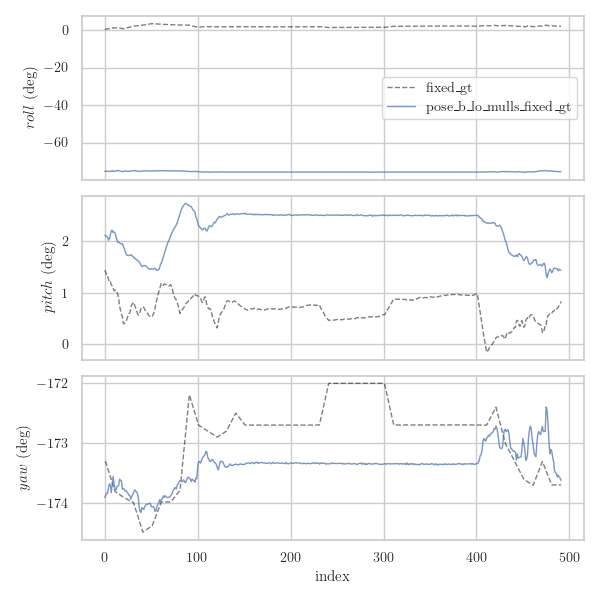 0
−20
−40
−60
roll (deg)
fixed_gt
pose_b_lo_mulls_fixed_gt
2
1
0
pitch (deg)
−172
−173
−174
yaw (deg)
0 100 200 300 400 500
index